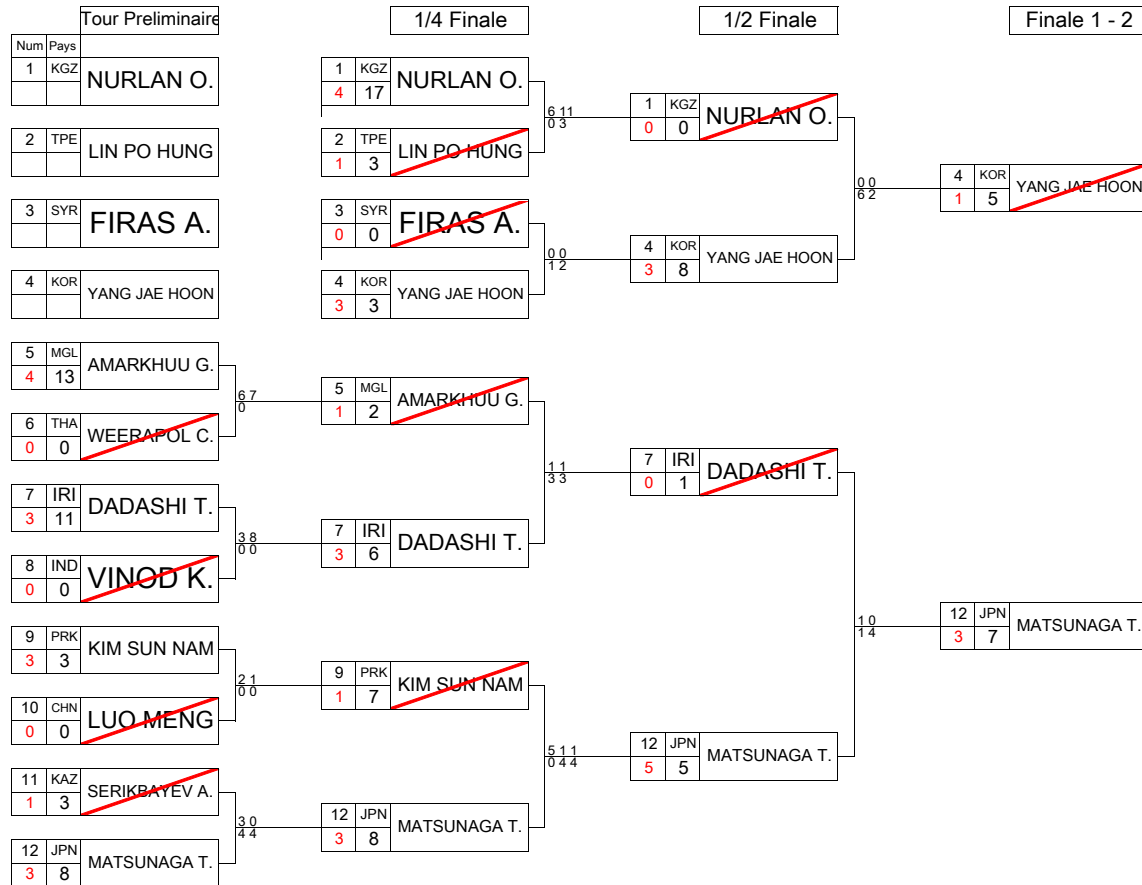 Tour Preliminaire
Num Pays
1 KGZ NURLAN O.
2 TPE LIN PO HUNG
3 SYR FIRAS A.
4 KOR YANG JAE HOON
5 MGL AMARKHUU G.
4 13
6 7
0
6 THA WEERAPOL C.
0 0
7 IRI DADASHI T.
3 11
3 8
0 0
8 IND VINOD K.
0 0
9 PRK KIM SUN NAM
3 3
2 1
0 0
10 CHN LUO MENG
0 0
11 KAZ SERIKBAYEV A.
1 3
3 0
4 4
12 JPN MATSUNAGA T.
3 8
1/4 Finale
1 KGZ NURLAN O.
4 17
6 11
0 3
2 TPE LIN PO HUNG
1 3
3 SYR FIRAS A.
0 0
0 0
1 2
4 KOR YANG JAE HOON
3 3
5 MGL AMARKHUU G.
1 2
1 1
3 3
7 IRI DADASHI T.
3 6
9 PRK KIM SUN NAM
1 7
5 1 1
0 4 4
12 JPN MATSUNAGA T.
3 8
1/2 Finale
1 KGZ NURLAN O.
0 0
0 0
6 2
4 KOR YANG JAE HOON
3 8
7 IRI DADASHI T.
0 1
1 0
1 4
12 JPN MATSUNAGA T.
5 5
Finale 1 - 2
4 KOR YANG JAE HOON
1 5
12 JPN MATSUNAGA T.
3 7